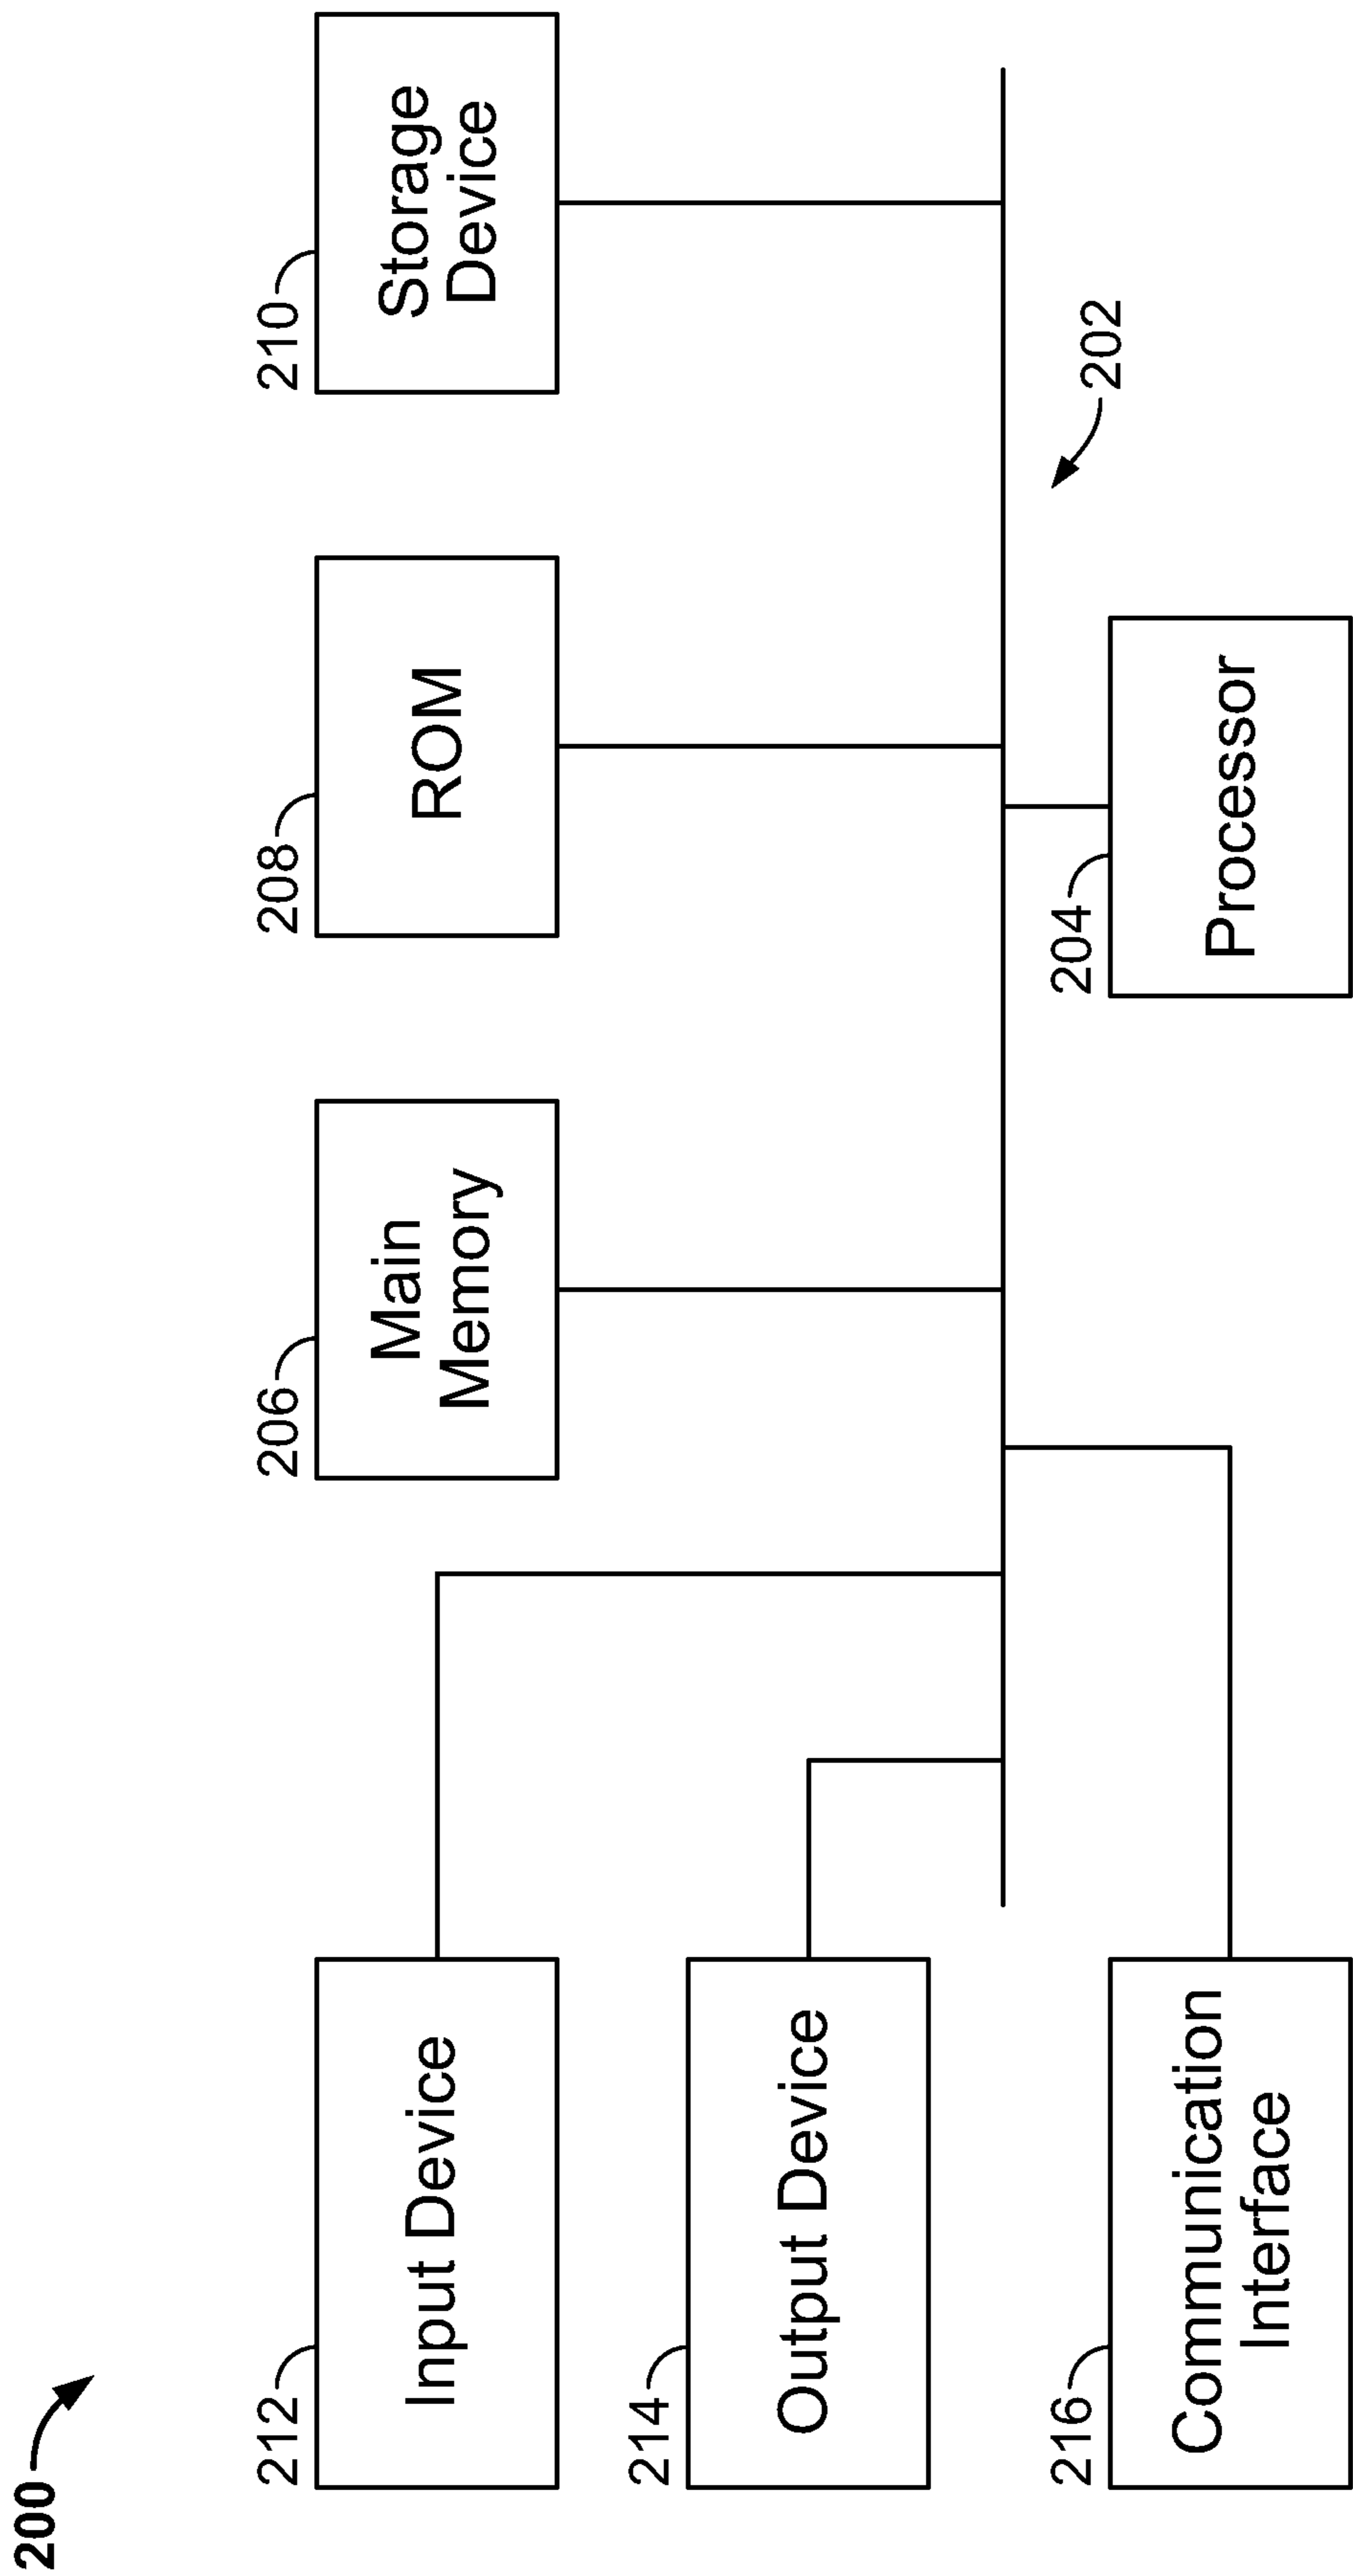 200
212
Input Device
206
Main
Memory
208
ROM
210
Storage
Device
214
Output Device
216
Communication
Interface
204
Processor
202